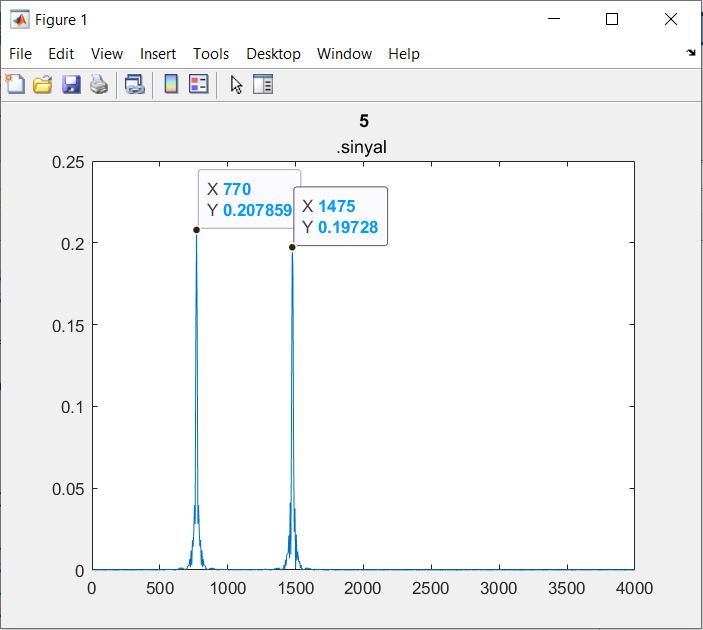 Figure 1
File Edit View Insert Tools Desktop Window Help
5
.sinyal
0.25
X 770
Y 0.207859
X 1475
Y 0.19728
0.2
0.15
0.1
0.05
0
0 500 1000 1500 2000 2500 3000 3500 4000